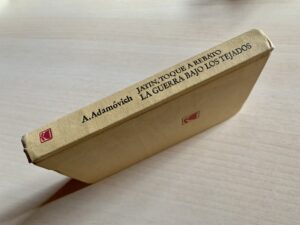 A. Adamóvich
JATIN, TOQUE A REBATO
LA GUERRA BAJO LOS TEJADOS